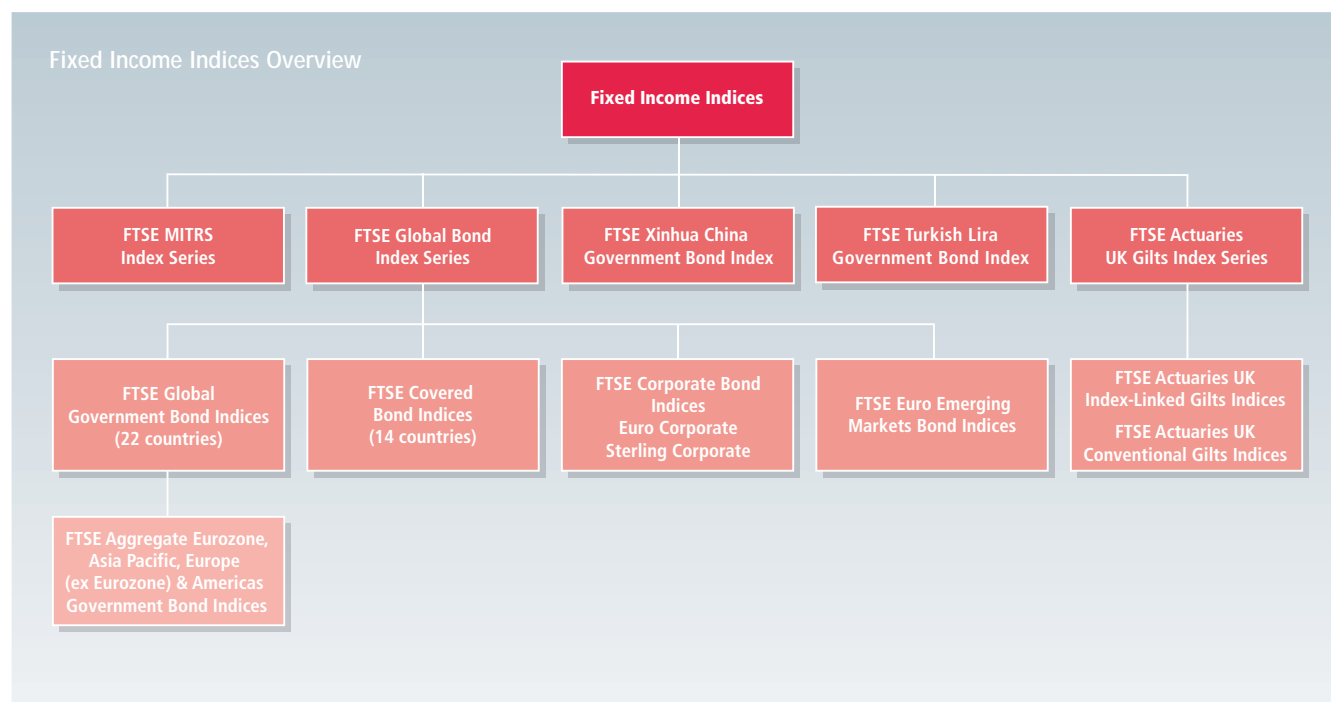 Fixed Income Indices Overview
Fixed Income Indices
FTSE MITRS
Index Series
FTSE Global Bond
Index Series
FTSE Xinhua China
Government Bond Index
FTSE Turkish Lira
Government Bond Index
FTSE Actuaries
UK Gilts Index Series
FTSE Global
Government Bond Indices
(22 countries)
FTSE Covered
Bond Indices
(14 countries)
FTSE Corporate Bond
Indices
Euro Corporate
Sterling Corporate
FTSE Euro Emerging
Markets Bond Indices
FTSE Actuaries UK
Index-Linked Gilts Indices
FTSE Actuaries UK
Conventional Gilts Indices
FTSE Aggregate Eurozone,
Asia Pacific, Europe
(ex Eurozone) & Americas
Government Bond Indices